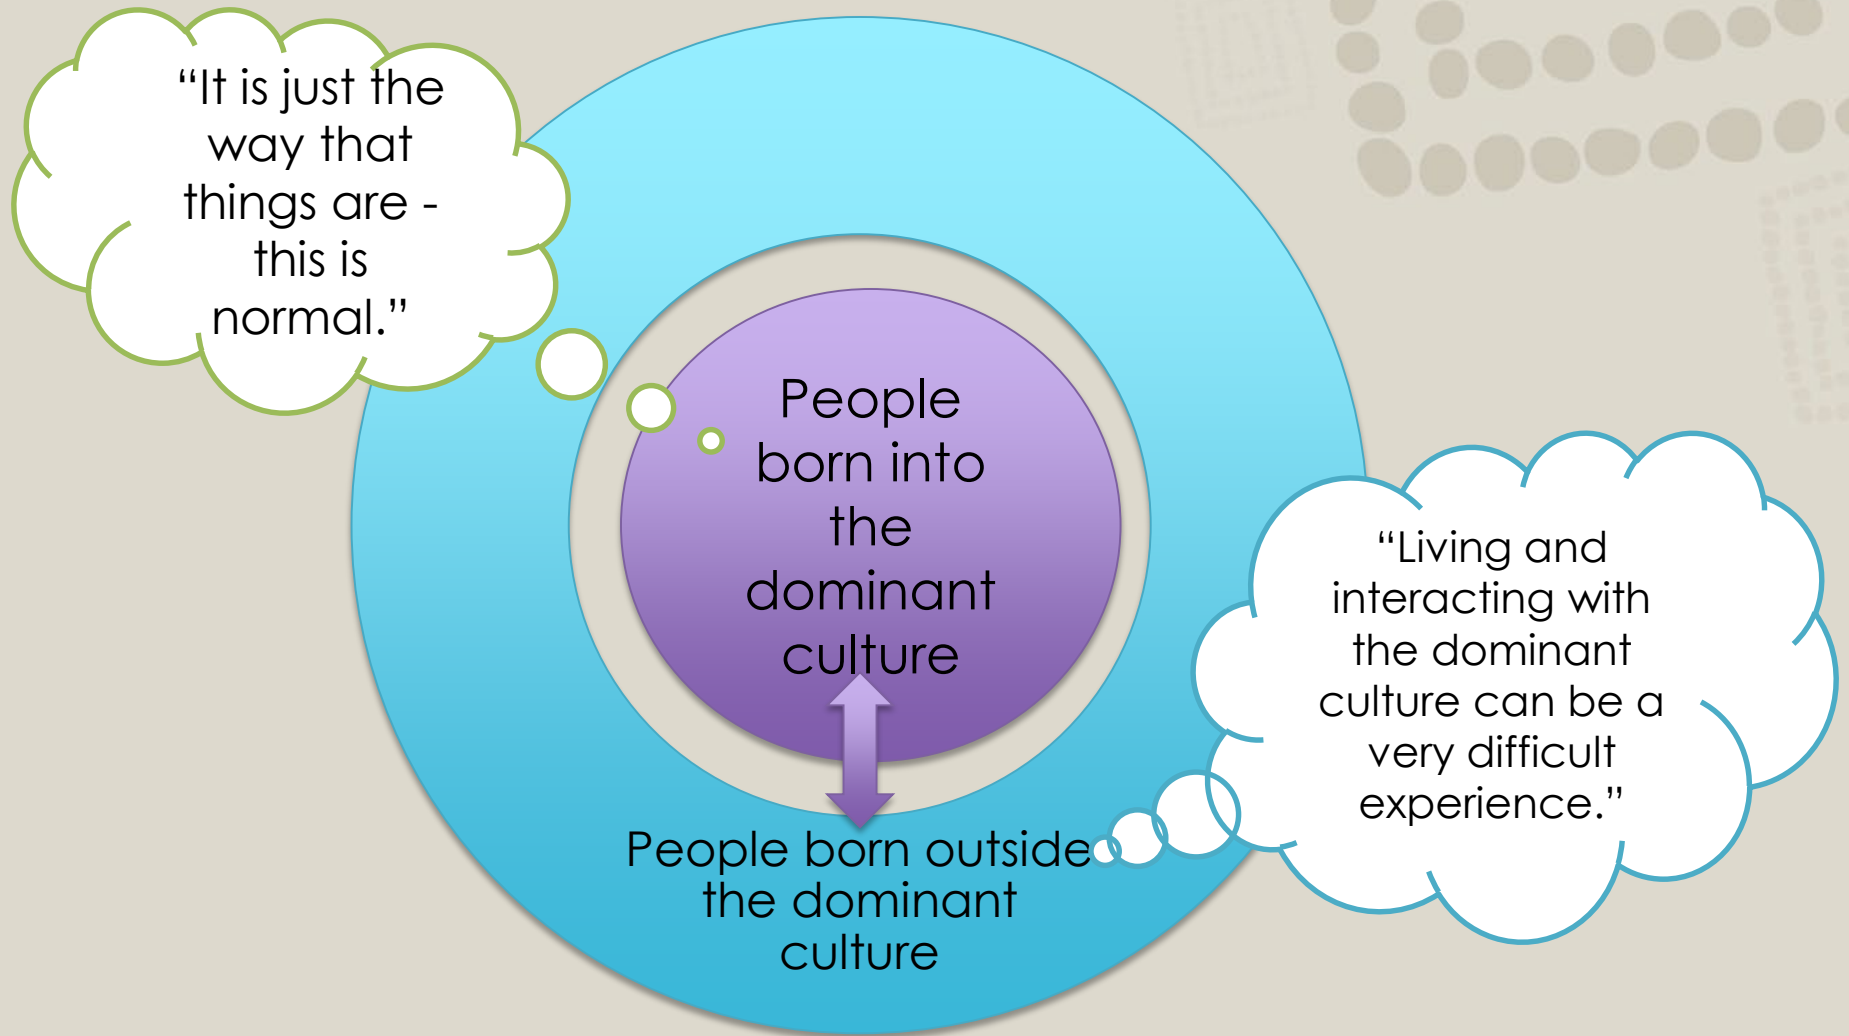 “It is just the
way that
things are -
this is
normal.”
People
born into
the
dominant
culture
“Living and
interacting with
the dominant
culture can be a
very difficult
experience.”
People born outside
the dominant
culture